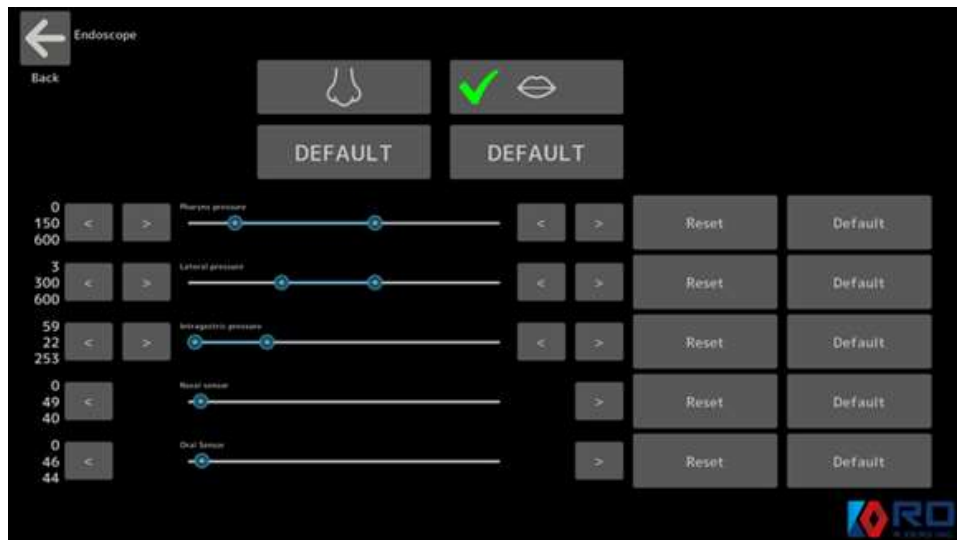 Endoscope
Back
DEFAULT DEFAULT
0
150
600
< >
Pharynx pressure
< >
Reset Default
3
300
600
< >
Lateral pressure
< >
Reset Default
59
22
253
< >
Intragastric pressure
< >
Reset Default
0
49
40
<
Nasal sensor
>
Reset Default
0
46
44
<
Oral Sensor
>
Reset Default
RO